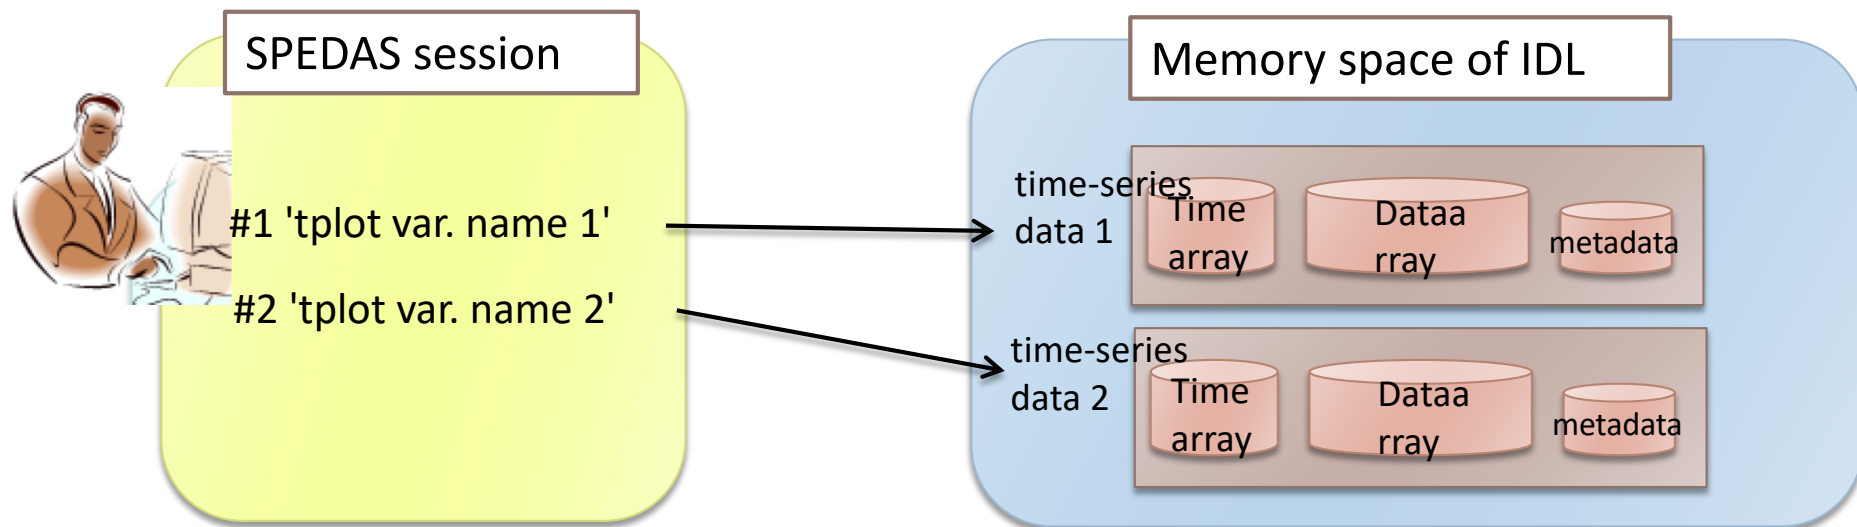 SPEDAS session
#1 'tplot var. name 1'
#2 'tplot var. name 2'
Memory space of IDL
time-series
data 1
Time
array
Dataa
rray
metadata
time-series
data 2
Time
array
Dataa
rray
metadata